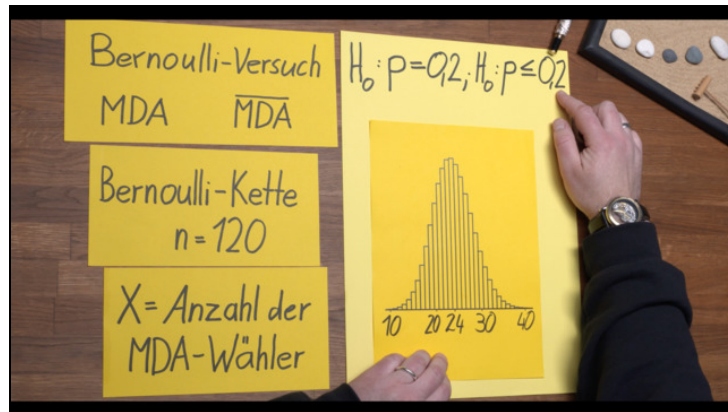 Bernoulli-Versuch
MDA M̅D̅A̅
Bernoulli-Kette
n=120
X= Anzahl der
MDA-Wähler
H₀: p=0,2; H₀: p≤0,2
10 20 24 30 40